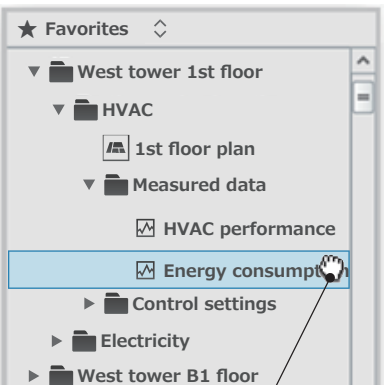 Favorites
West tower 1st floor
HVAC
1st floor plan
Measured data
HVAC performance
Energy consumption
Control settings
Electricity
West tower B1 floor